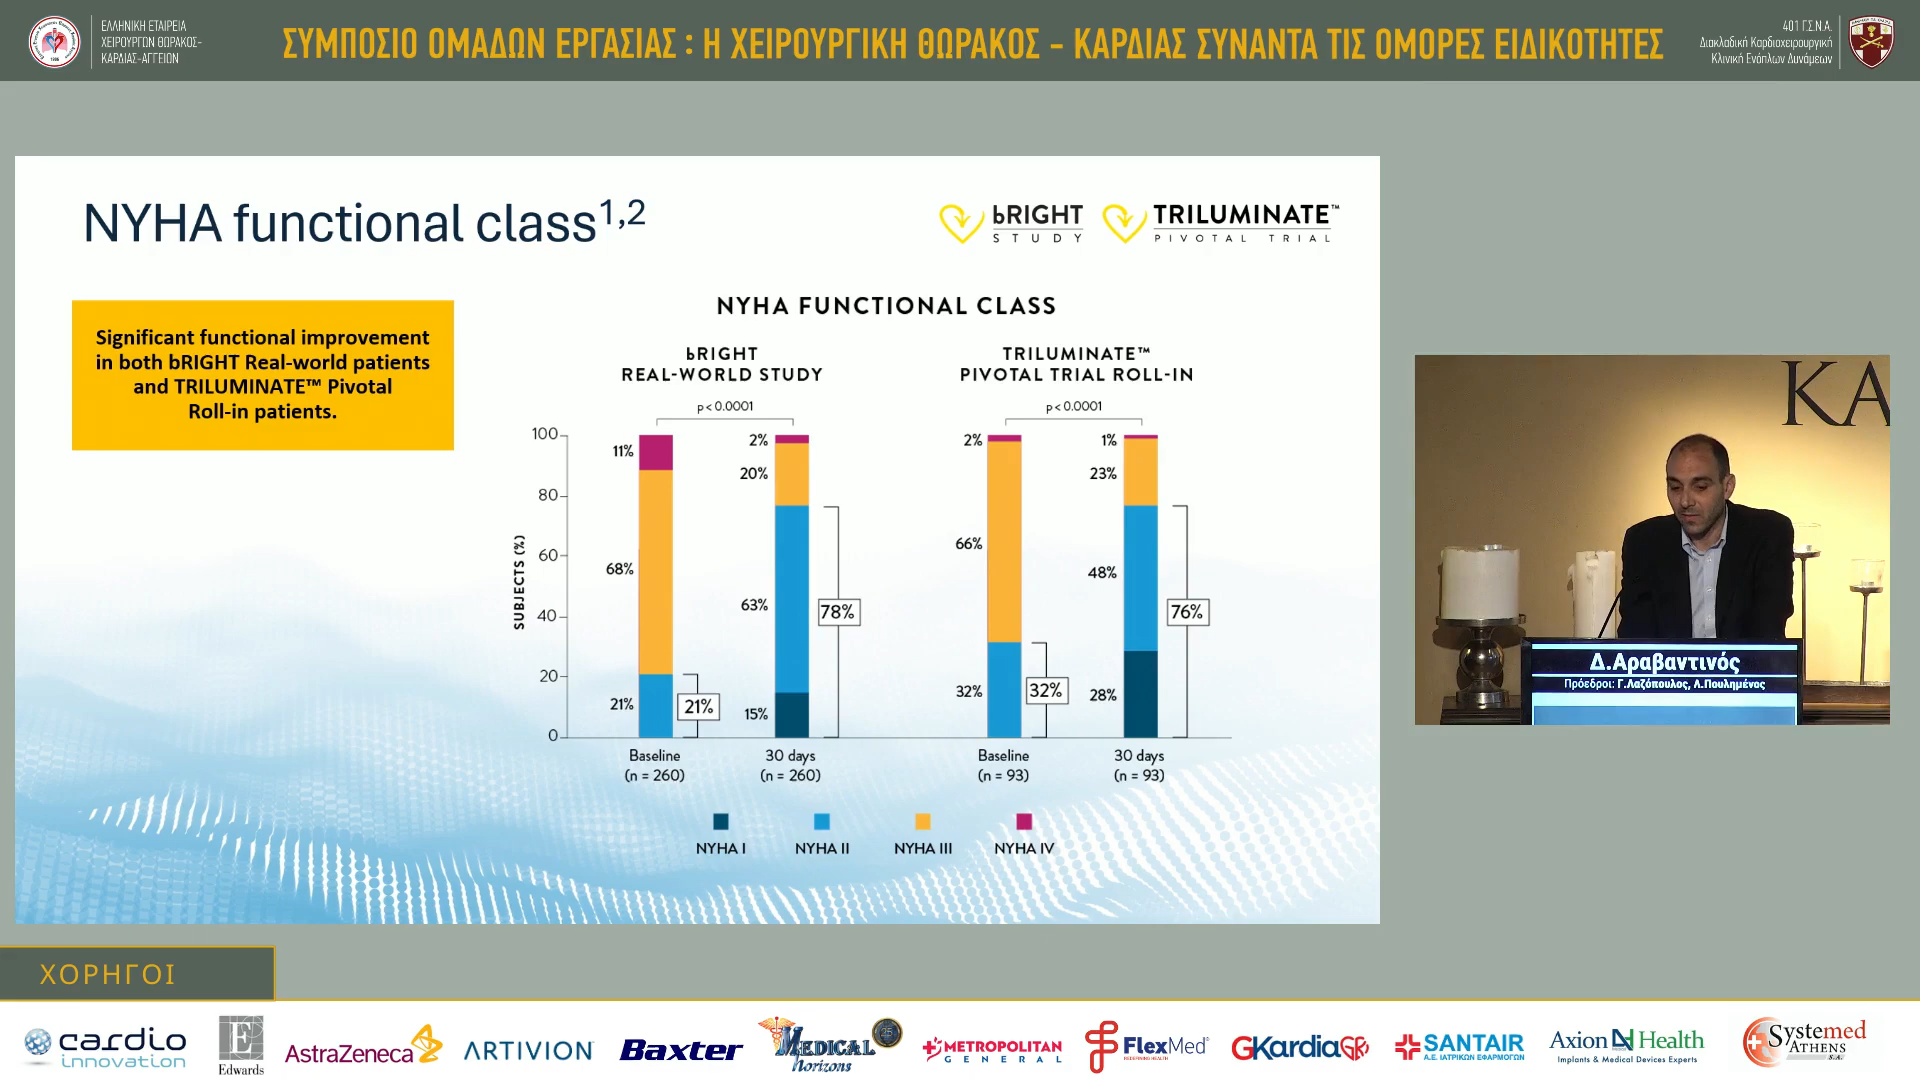 ΕΛΛΗΝΙΚΗ ΕΤΑΙΡΕΙΑ
ΧΕΙΡΟΥΡΓΩΝ ΘΩΡΑΚΟΣ-
ΚΑΡΔΙΑΣ-ΑΓΓΕΙΩΝ
ΣΥΜΠΟΣΙΟ ΟΜΑΔΩΝ ΕΡΓΑΣΙΑΣ : Η ΧΕΙΡΟΥΡΓΙΚΗ ΘΩΡΑΚΟΣ – ΚΑΡΔΙΑΣ ΣΥΝΑΝΤΑ ΤΙΣ ΟΜΟΡΕΣ ΕΙΔΙΚΟΤΗΤΕΣ
401 Γ.Σ.Ν.Α.
Διακλαδική Καρδιοχειρουργική
Κλινική Ενόπλων Δυνάμεων
NYHA functional class1,2
bRIGHT
STUDY
TRILUMINATE™
PIVOTAL TRIAL
Significant functional improvement
in both bRIGHT Real-world patients
and TRILUMINATE™ Pivotal
Roll-in patients.
NYHA FUNCTIONAL CLASS
bRIGHT
REAL-WORLD STUDY
TRILUMINATE™
PIVOTAL TRIAL ROLL-IN
p < 0.0001
p < 0.0001
SUBJECTS (%)
100
80
60
40
20
0
11%
68%
21%
21%
2%
20%
63%
15%
78%
2%
66%
32%
32%
1%
23%
48%
28%
76%
Baseline
(n = 260)
30 days
(n = 260)
Baseline
(n = 93)
30 days
(n = 93)
NYHA I
NYHA II
NYHA III
NYHA IV
ΚΑ
Δ.Αραβαντινός
Πρόεδροι: Γ.Λαζόπουλος, Λ.Πουλημένος
ΧΟΡΗΓΟΙ
cardio
innovation
Edwards
AstraZeneca
ARTIVION
Baxter
MEDICAL
Horizons
METROPOLITAN
GENERAL
FlexMed
GKardia
SANTAIR
Α.Ε. ΙΑΤΡΙΚΩΝ ΕΦΑΡΜΟΓΩΝ
Axion Health
Implants & Medical Devices Experts
Systemed
ATHENS
S.A.